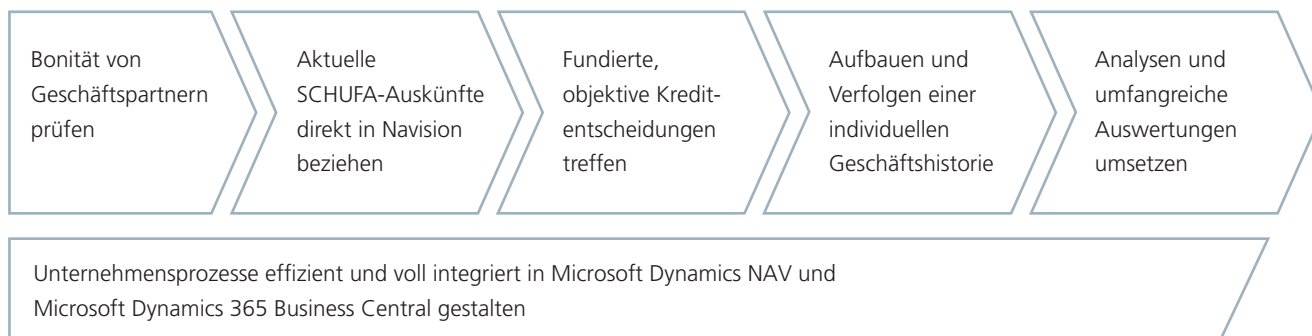 Bonität von
Geschäftspartnern
prüfen
Aktuelle
SCHUFA-Auskünfte
direkt in Navision
beziehen
Fundierte,
objektive Kredit-
entscheidungen
treffen
Aufbauen und
Verfolgen einer
individuellen
Geschäftshistorie
Analysen und
umfangreiche
Auswertungen
umsetzen
Unternehmensprozesse effizient und voll integriert in Microsoft Dynamics NAV und
Microsoft Dynamics 365 Business Central gestalten